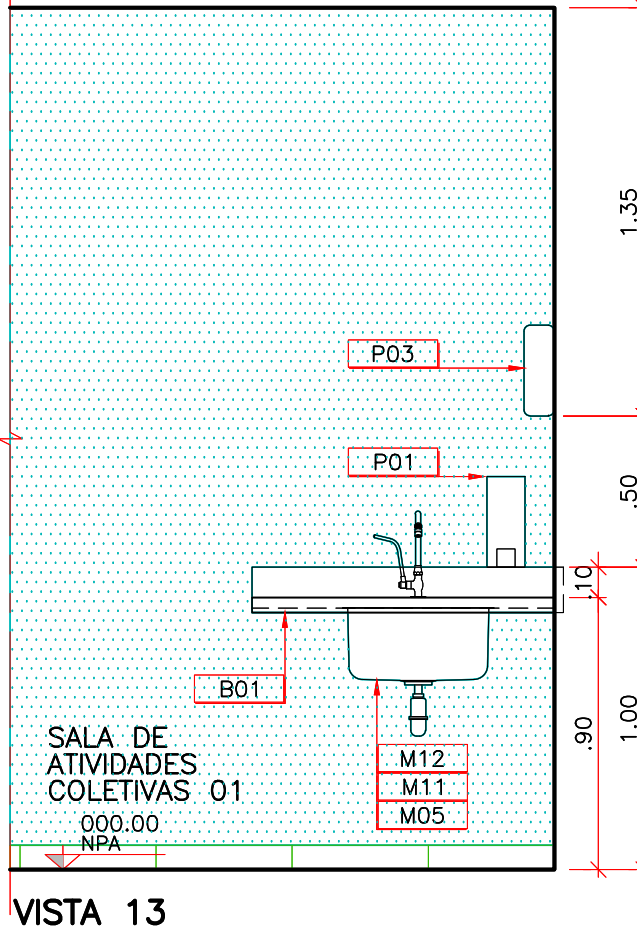 1.35
P03
P01
.50
.10
B01
.90
1.00
SALA DE
ATIVIDADES
COLETIVAS 01
M12
M11
M05
000.00
NPA
VISTA 13